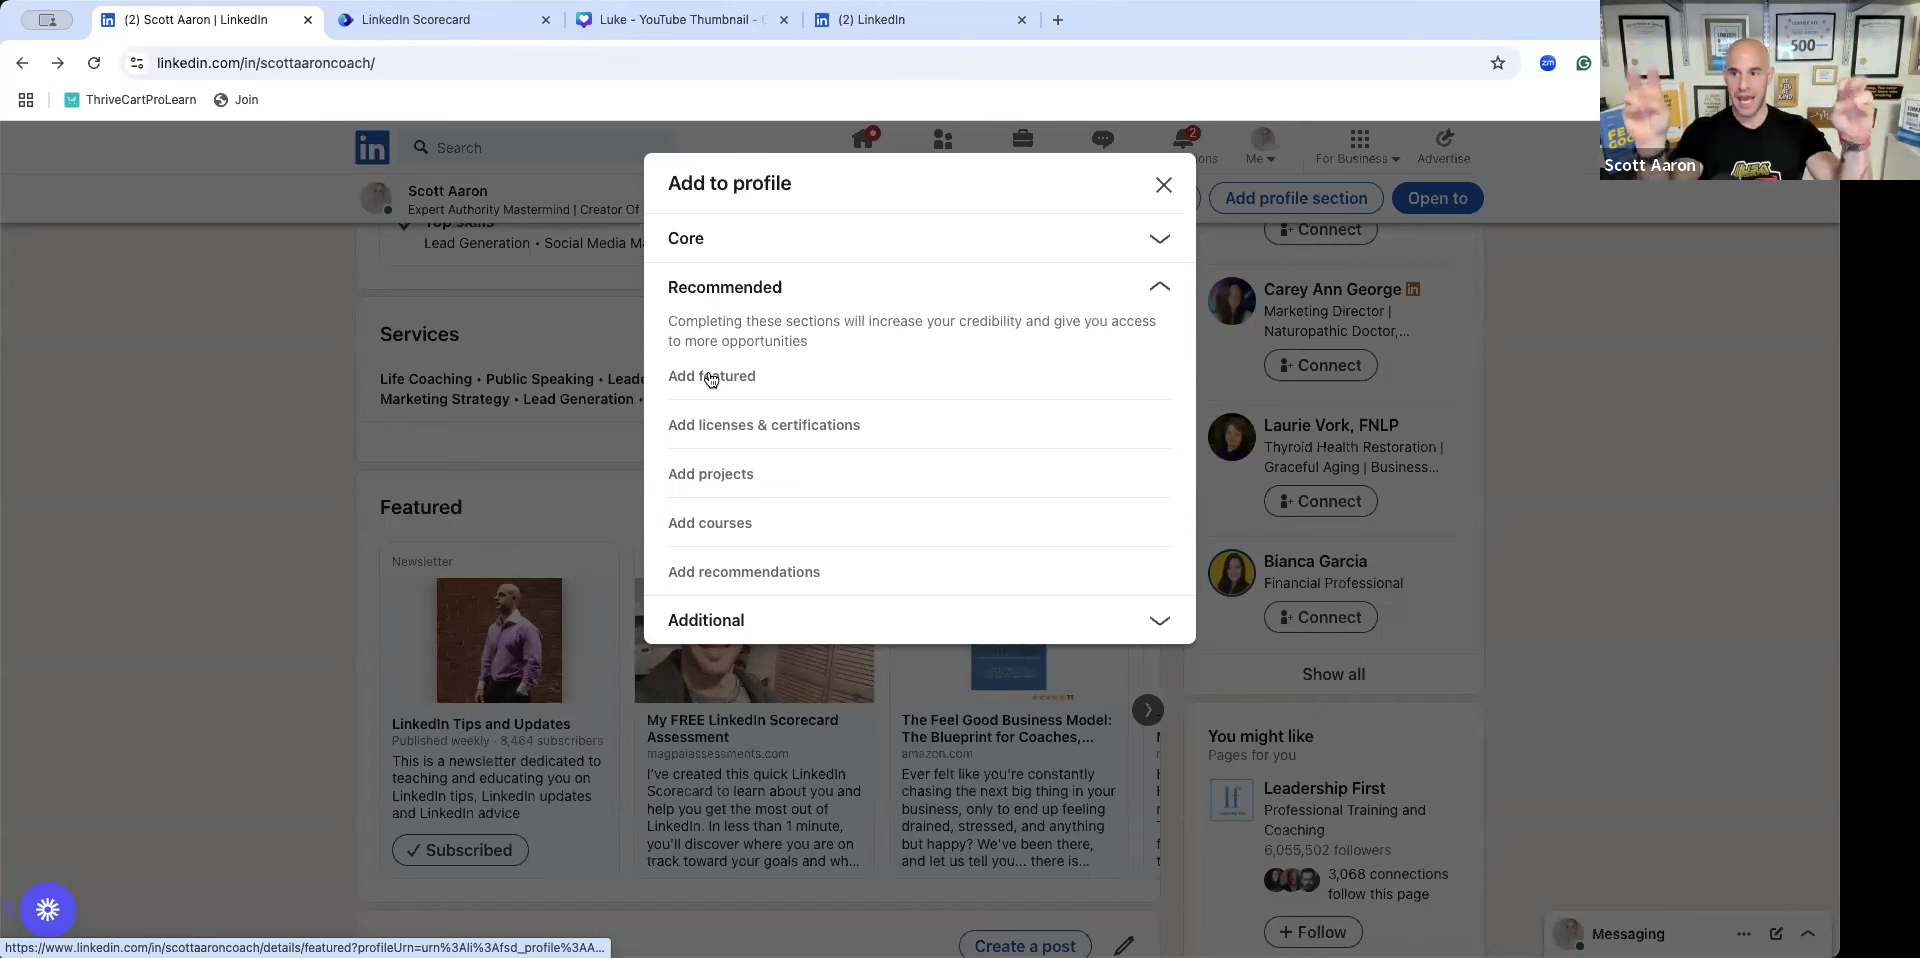 (2) Scott Aaron | LinkedIn
LinkedIn Scorecard
Luke - YouTube Thumbnail -
(2) LinkedIn
linkedin.com/in/scottaaroncoach/
zm
ThriveCartProLearn
Join
500
Scott Aaron
in
Search
2
Me
For Business
Advertise
Scott Aaron
Expert Authority Mastermind | Creator Of
Add profile section
Open to
Add to profile
Core
Recommended
Completing these sections will increase your credibility and give you access
to more opportunities
Add featured
Add licenses & certifications
Add projects
Add courses
Add recommendations
Additional
Top skills
Lead Generation • Social Media
Services
Life Coaching • Public Speaking •
Marketing Strategy • Lead Generation •
Featured
Newsletter
LinkedIn Tips and Updates
Published weekly · 8,464 subscribers
This is a newsletter dedicated to
teaching and educating you on
LinkedIn tips, LinkedIn updates
and LinkedIn advice
Subscribed
My FREE LinkedIn Scorecard
Assessment
magpaiassessments.com
I've created this quick LinkedIn
Scorecard to learn about you and
help you get the most out of
LinkedIn. In less than 1 minute,
you'll discover where you are on
track toward your goals and wh...
The Feel Good Business Model:
The Blueprint for Coaches,...
amazon.com
Ever felt like you're constantly
chasing the next big thing in your
business, only to end up feeling
drained, stressed, and anything
but happy? We've been there,
and let us tell you... there is...
Create a post
Connect
Carey Ann George
Marketing Director |
Naturopathic Doctor,...
Connect
Laurie Vork, FNLP
Thyroid Health Restoration |
Graceful Aging | Business...
Connect
Bianca Garcia
Financial Professional
Connect
Show all
You might like
Pages for you
lf
Leadership First
Professional Training and
Coaching
6,055,502 followers
3,068 connections
follow this page
+ Follow
Messaging
https://www.linkedin.com/in/scottaaroncoach/details/featured?profileUrn=urn%3Ali%3Afsd_profile%3AA...